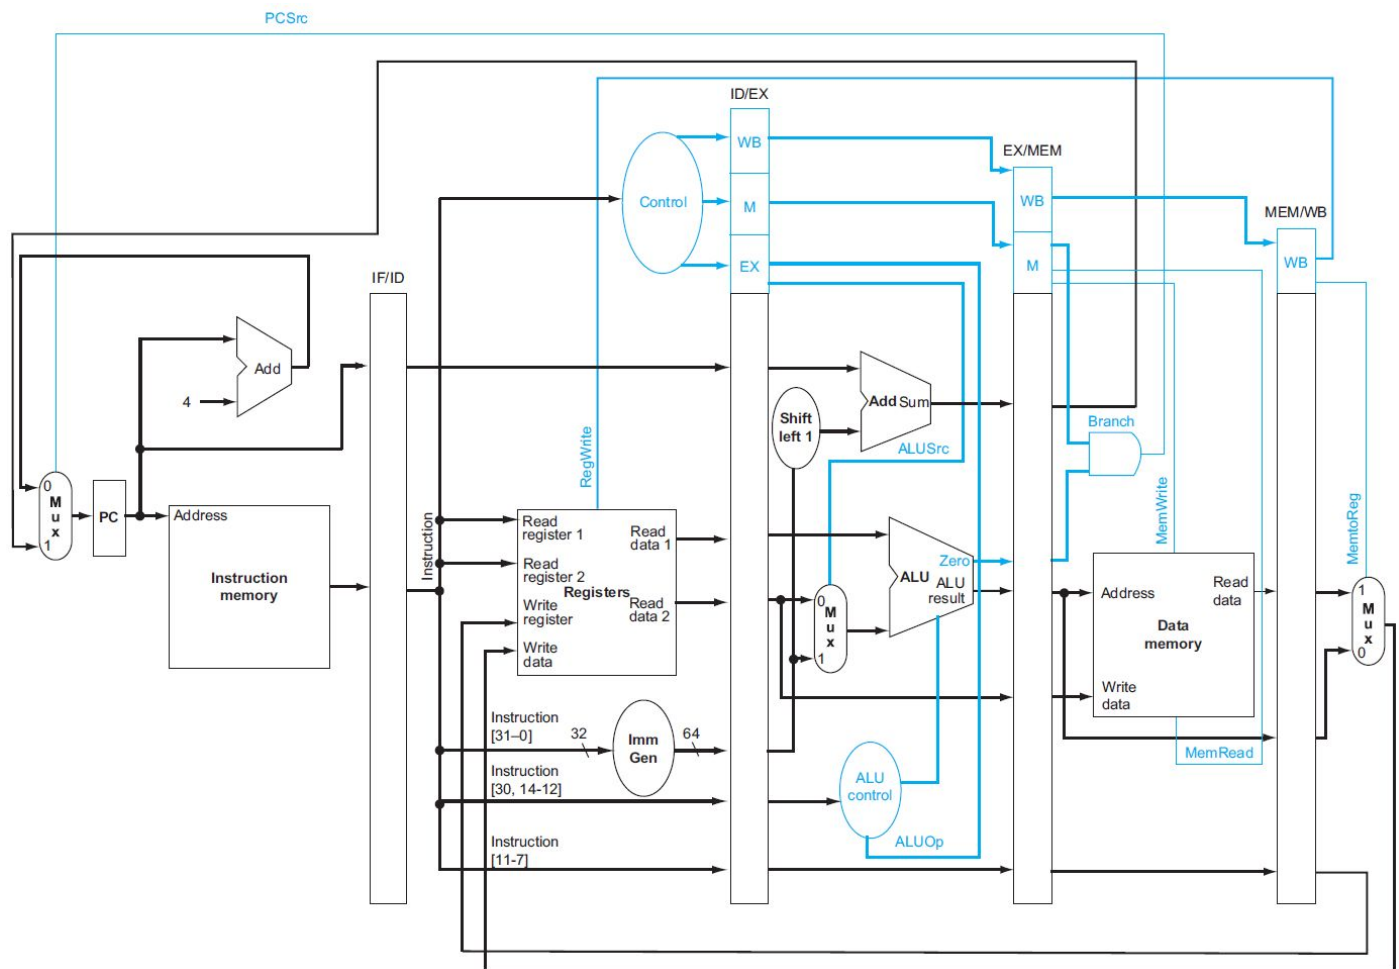 PCSrc
ID/EX
WB
EX/MEM
Control
M
WB
MEM/WB
EX
M
WB
IF/ID
Add
4
Shift
left 1
Add Sum
Branch
ALUSrc
RegWrite
MemWrite
MemtoReg
0
M
u
x
1
PC
Address
Instruction
memory
Instruction
Read
register 1
Read
data 1
Read
register 2
Registers
Write
register
Read
data 2
Write
data
0
M
u
x
1
Zero
ALU
ALU
result
Address
Read
data
Data
memory
Write
data
1
M
u
x
0
Instruction
[31–0]
32
Imm
Gen
64
MemRead
Instruction
[30, 14-12]
ALU
control
Instruction
[11-7]
ALUOp